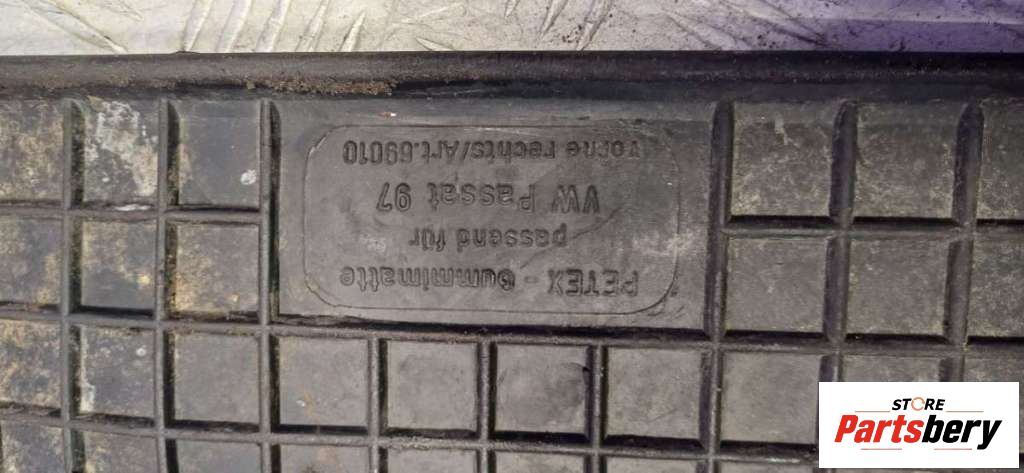 PETEX - Gummimatte
passend für
VW Passat 97
vorne rechts/Art.69010
STORE
Partsbery